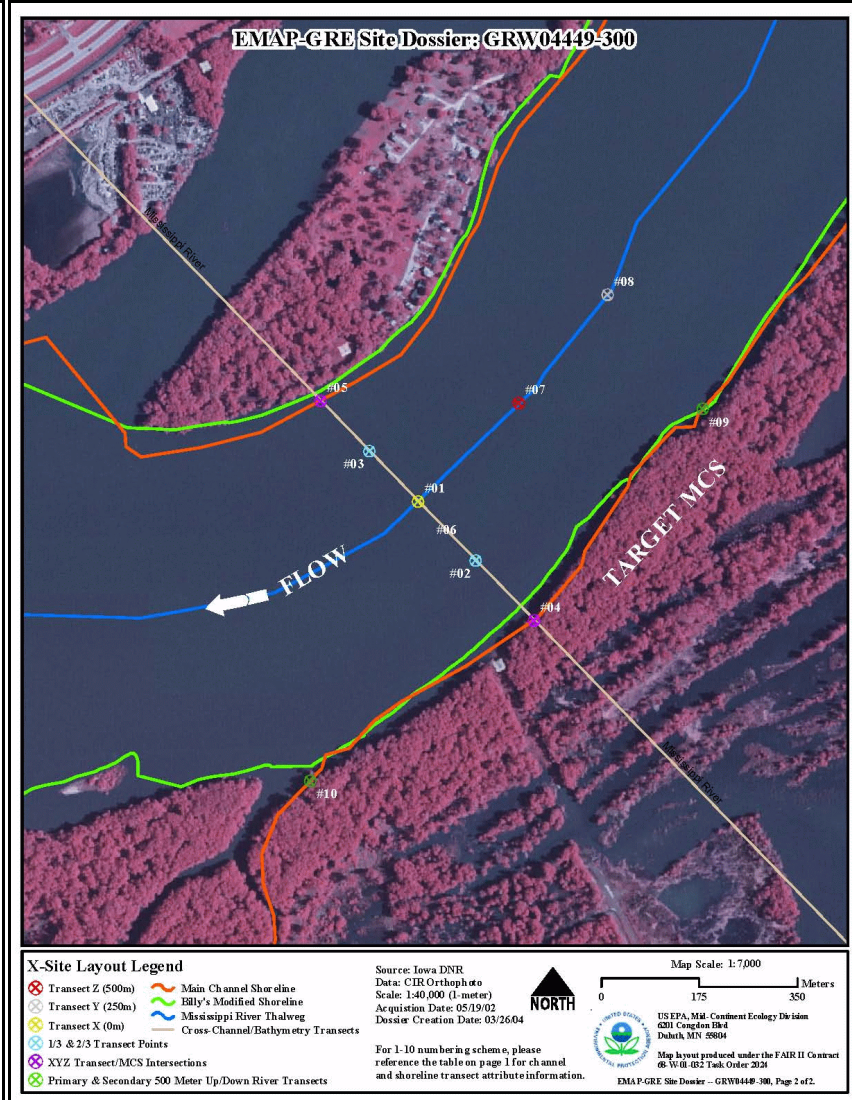 EMAP-GRE Site Dossier: GRW04449-300
Mississippi River
#08
#05
#07
#09
#03
#01
TARGET MCS
#06
FLOW
#02
#04
Mississippi River
#10
X-Site Layout Legend
Transect Z (500m)
Transect Y (250m)
Transect X (0m)
1/3 & 2/3 Transect Points
XYZ Transect/MCS Intersections
Primary & Secondary 500 Meter Up/Down River Transects
Main Channel Shoreline
Billy's Modified Shoreline
Mississippi River Thalweg
Cross-Channel/Bathymetry Transects
Source: Iowa DNR
Data: CIR Orthophoto
Scale: 1:40,000 (1-meter)
Acquistion Date: 05/19/02
Dossier Creation Date: 03/26/04
For 1-10 numbering scheme, please
reference the table on page 1 for channel
and shoreline transect attribute information.
NORTH
Map Scale: 1:7,000
Meters
0 175 350
UNITED STATES
ENVIRONMENTAL PROTECTION
US EPA, Mid-Continent Ecology Division
6201 Congdon Blvd
Duluth, MN 55804
Map layout produced under the FAIR II Contract
68-W-01-032 Task Order 2024
EMAP-GRE Site Dossier -- GRW04449-300, Page 2 of 2.